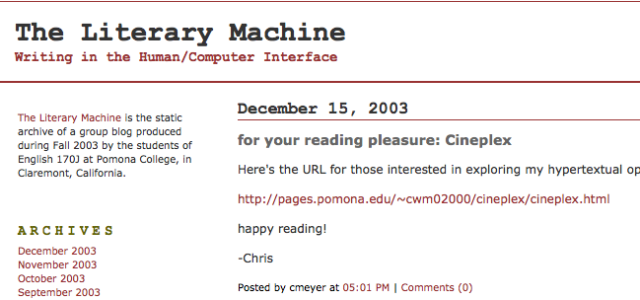 The Literary Machine
Writing in the Human/Computer Interface
The Literary Machine is the static
archive of a group blog produced
during Fall 2003 by the students of
English 170J at Pomona College, in
Claremont, California.
ARCHIVES
December 2003
November 2003
October 2003
September 2003
December 15, 2003
for your reading pleasure: Cineplex
Here's the URL for those interested in exploring my hypertextual op
http://pages.pomona.edu/~cwm02000/cineplex/cineplex.html
happy reading!
-Chris
Posted by cmeyer at 05:01 PM | Comments (0)